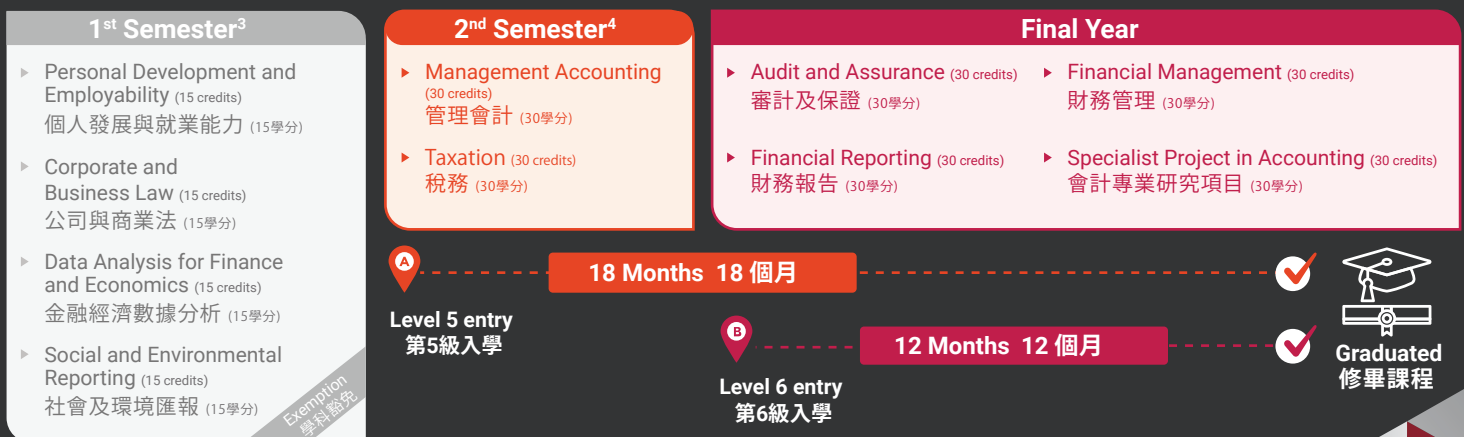 1st Semester3
Personal Development and
Employability (15 credits)
個人發展與就業能力 (15學分)
Corporate and
Business Law (15 credits)
公司與商業法 (15學分)
Data Analysis for Finance
and Economics (15 credits)
金融經濟數據分析 (15學分)
Social and Environmental
Reporting (15 credits)
社會及環境匯報 (15學分)
Exemption
學科豁免
2nd Semester4
Management Accounting
(30 credits)
管理會計 (30學分)
Taxation (30 credits)
稅務 (30學分)
Final Year
Audit and Assurance (30 credits)
審計及保證 (30學分)
Financial Reporting (30 credits)
財務報告 (30學分)
Financial Management (30 credits)
財務管理 (30學分)
Specialist Project in Accounting (30 credits)
會計專業研究項目 (30學分)
A
18 Months 18 個月
Level 5 entry
第5級入學
B
12 Months 12 個月
Level 6 entry
第6級入學
Graduated
修畢課程